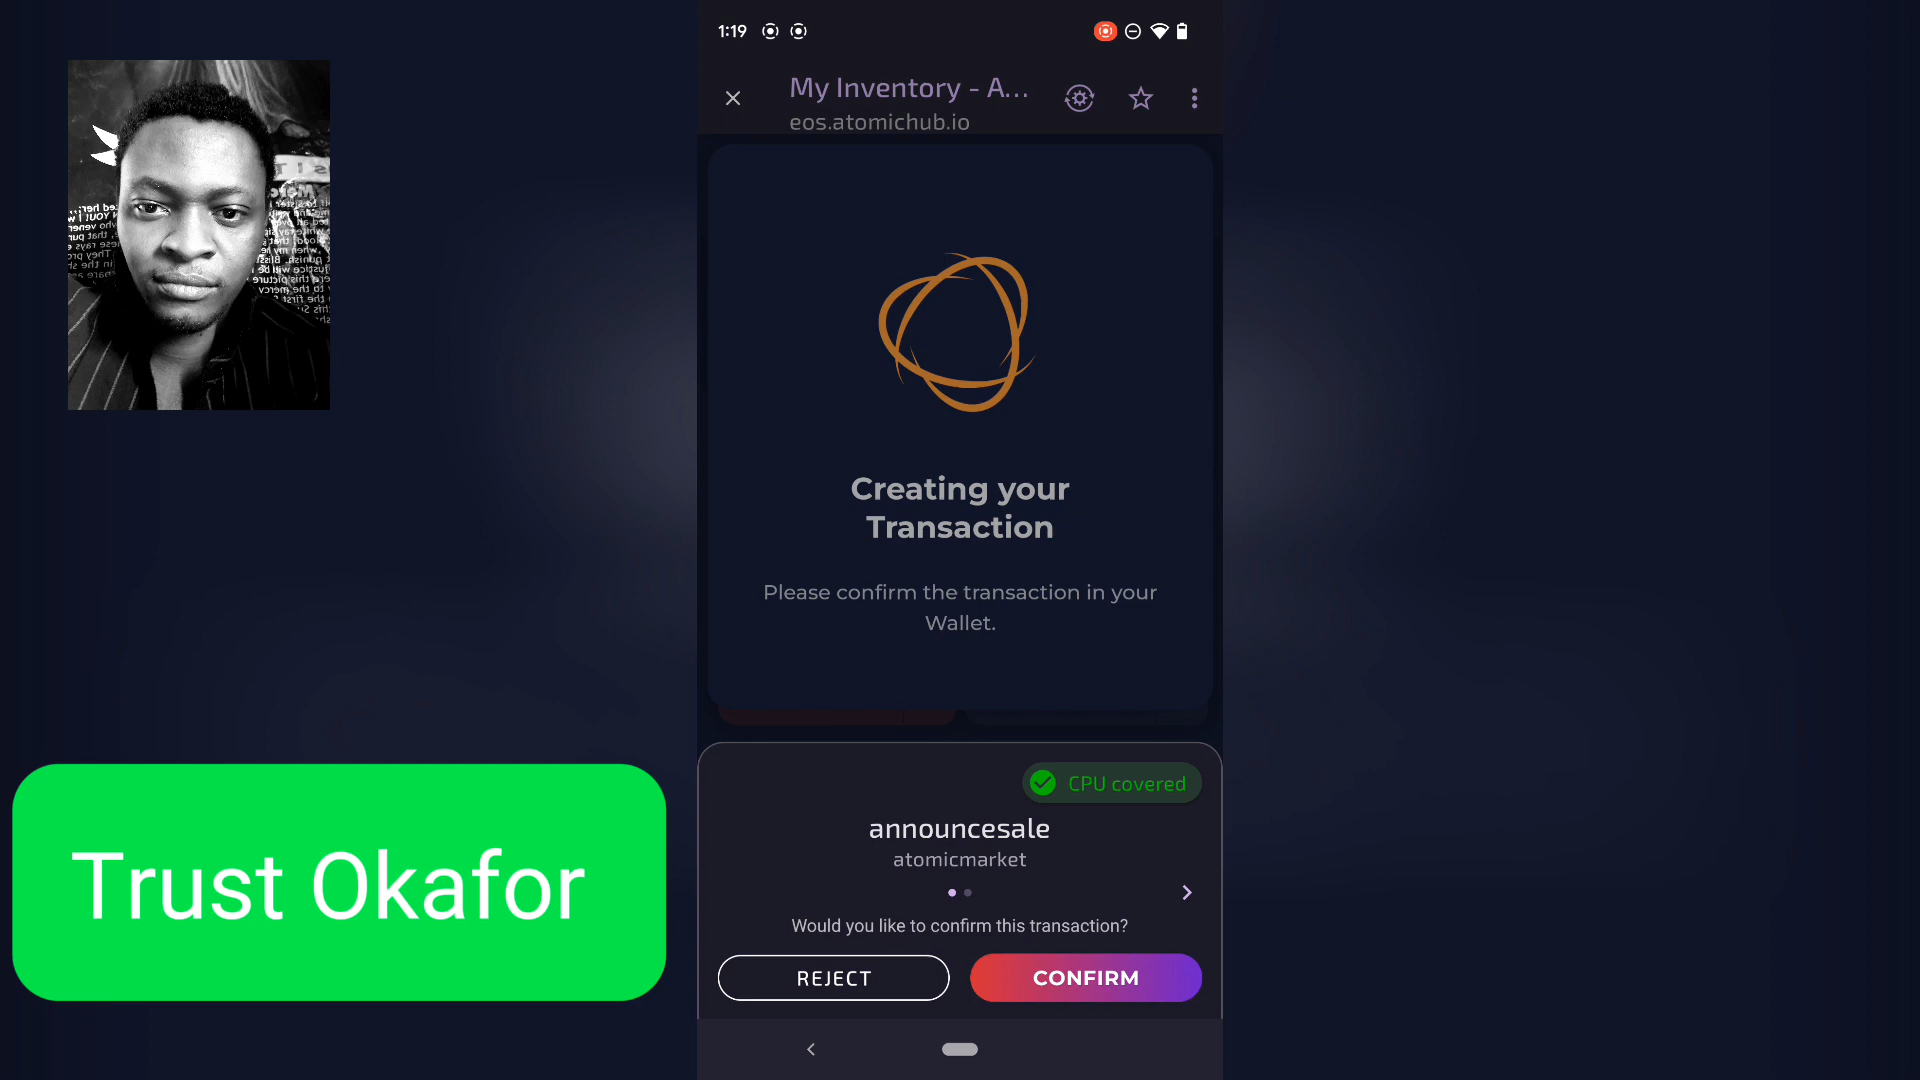 1:19
My Inventory - A...
eos.atomichub.io
Creating your
Transaction
Please confirm the transaction in your
Wallet.
CPU covered
announcesale
atomicmarket
Would you like to confirm this transaction?
REJECT
CONFIRM
Trust Okafor